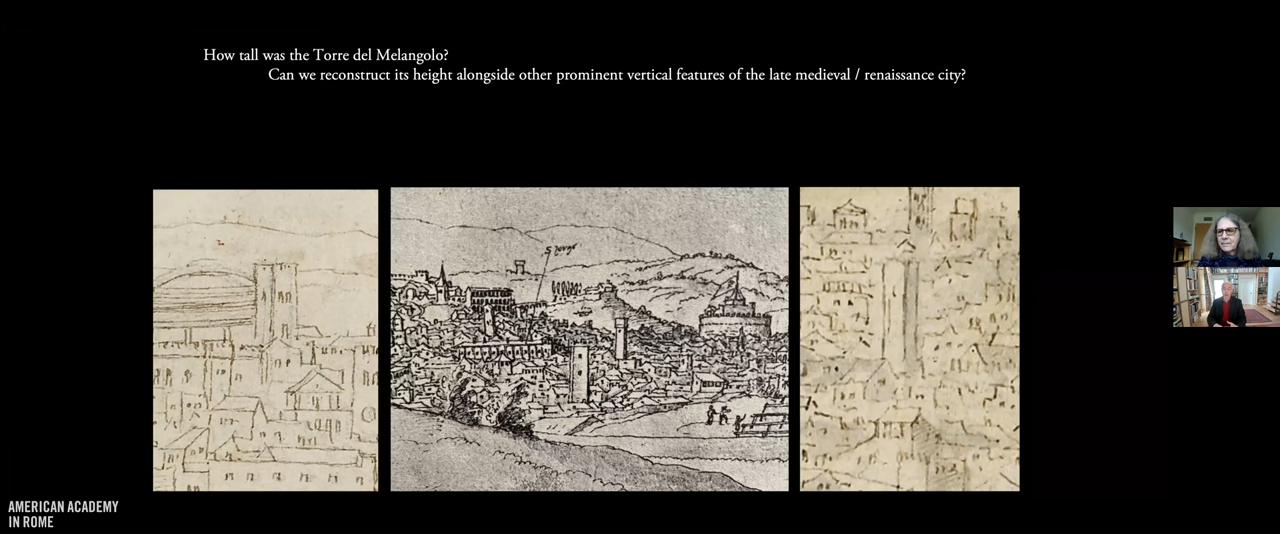 How tall was the Torre del Melangolo?
Can we reconstruct its height alongside other prominent vertical features of the late medieval / renaissance city?
AMERICAN ACADEMY
IN ROME